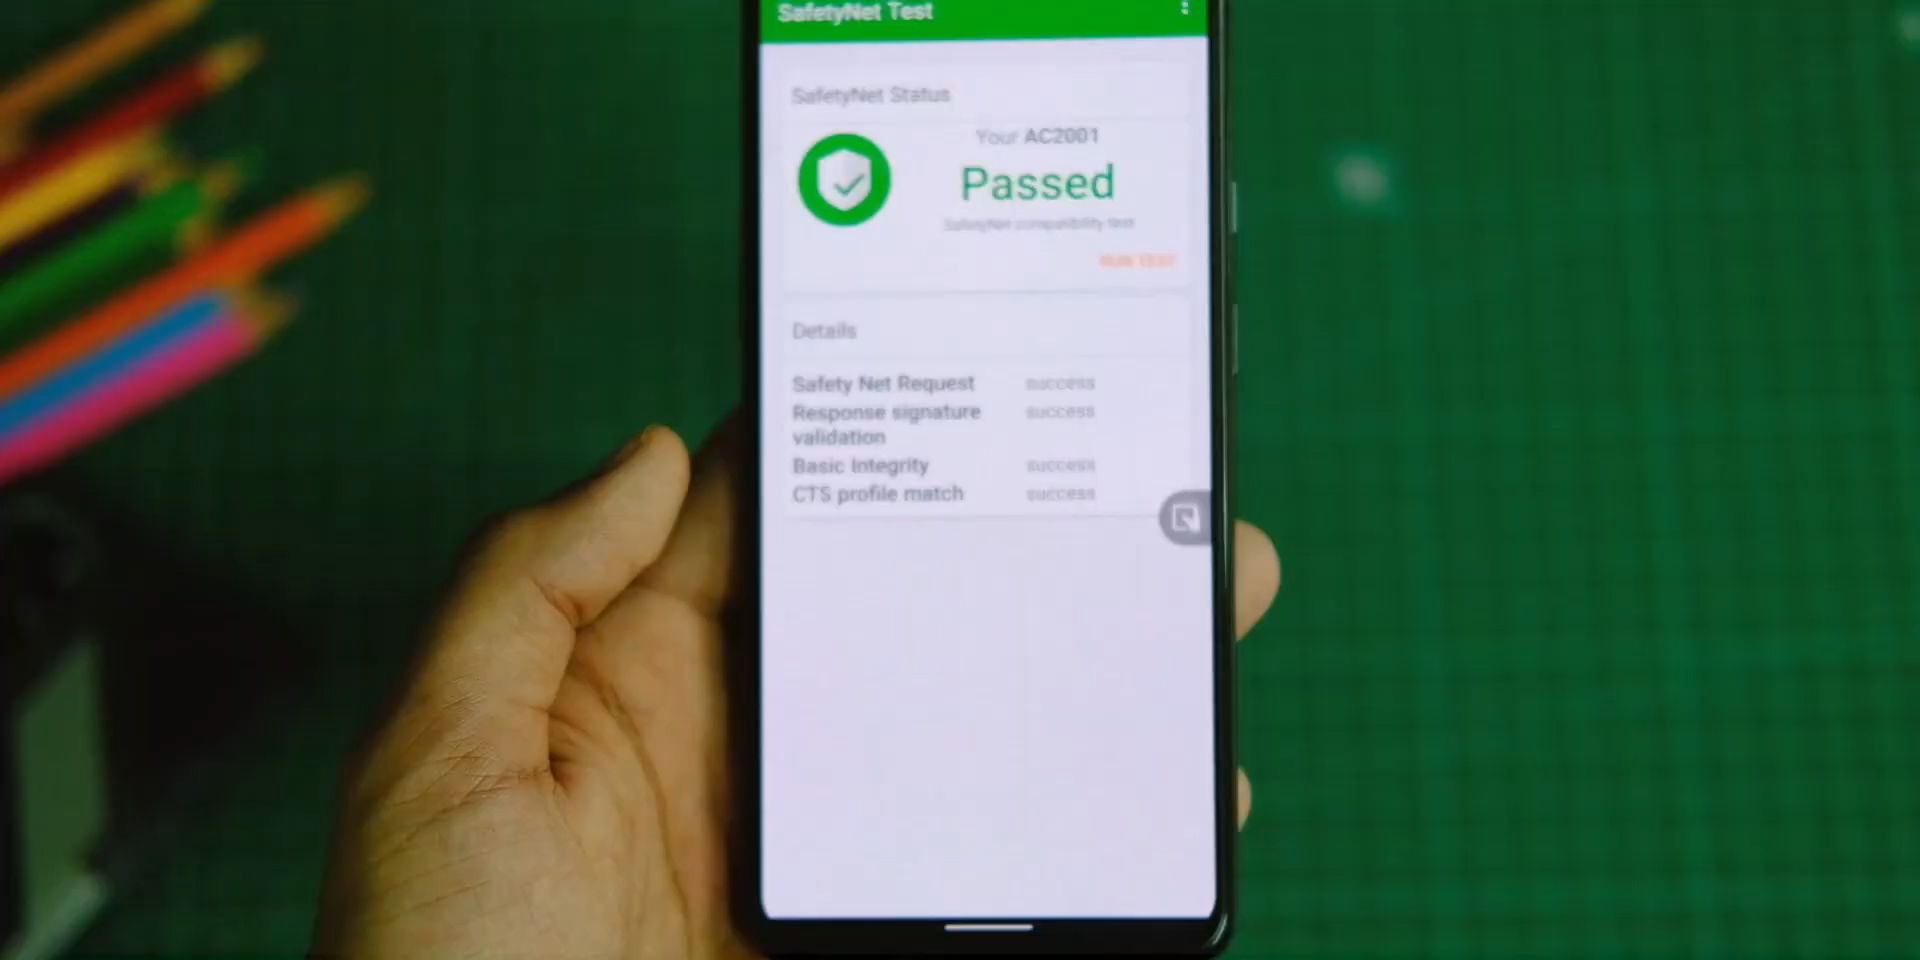 SafetyNet Test
SafetyNet Status
Your AC2001
Passed
SafetyNet compatibility test
RUN TEST
Details
Safety Net Request success
Response signature success
validation
Basic Integrity success
CTS profile match success